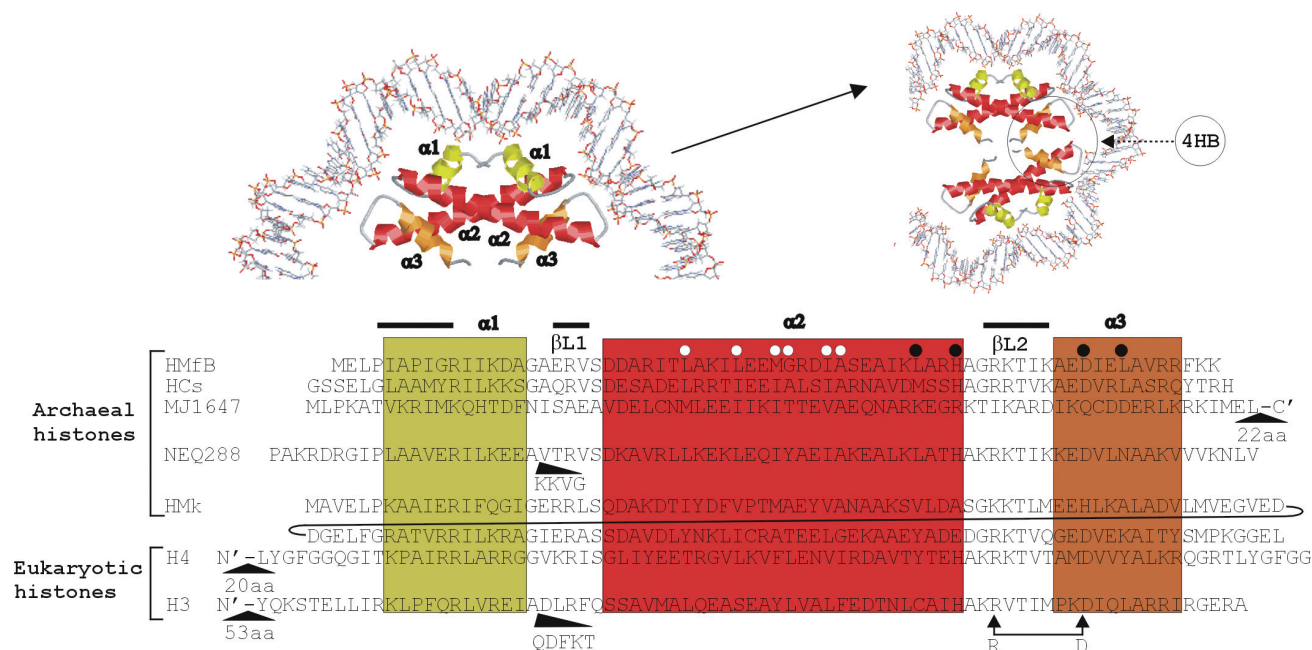 α1 α1
4HB
α2 α2
α3 α3
α1 α2 α3
βL1 βL2
HMfB MELPIAPIGRIIKDAGAERVSDDARITLAKILEEMGRDIASEAIKLARHAGRKTIKAEDIELAVRRFKK
HCs GSSELGLAAMYRILKKSGAQRVSDESADELRRTIEEIALSIARNAVDMSSHAGRRTVKAEDVRLASRQYTRH
Archaeal histones
MJ1647 MLPKATVKRIMKQHTDFNISAEAVDELCNMLEEIIKITTEVAEQNARKEGRKTIKARDIKQCDDERLKRKIMEL-C'
22aa
NEQ288 PAKRDRGIPLAAVERILKEEAVTRVSDKAVRLLKEKLEQIYAEIAKEALKLATHAKRKTIKKEDVLNAAKVVVKNLV
KKVG
HMk MAVELPKAAIERIFQGIGERRLSQDAKDTIYDFVPTMAEYVANAAKSVLDASGKKTLMEEHLKALADVLMVEGVED
DGELFGRATVRRILKRAGIERASSDAVDLYNKLICRATEELGEKAAEYADEDGRKTVQGEDVEKAITYSMPKGGEL
Eukaryotic histones
H4 N'-LYGFGGQGITKPAIRRLARRGGVKRISGLIYEETRGVLKVFLENVIRDAVTYTEHAKRKTVTAMDVVYALKRQGRTLYGFGG
20aa
H3 N'-YQKSTELLIRKLPFQRLVREIADLRFQSSAVMALQEASEAYLVALFEDTNLCAIHAKRVTIMPKDIQLARRIRGERA
53aa
QDFKT
R D